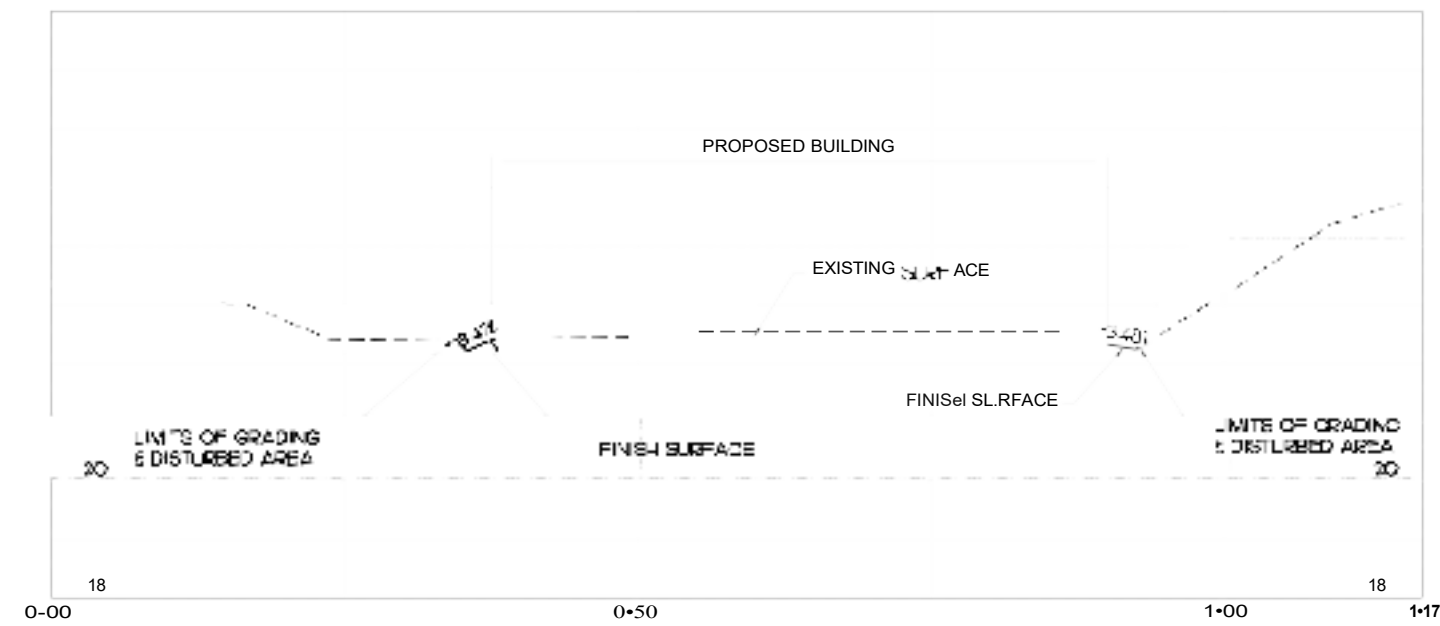 PROPOSED BUILDING
EXISTING SURFACE
FINISel SL.RFACE
LIMITS OF GRADING
& DISTURBED AREA
FINISH SURFACE
LIMITS OF GRADING
& DISTURBED AREA
20
20
18
18
0-00
0•50
1•00
1•17